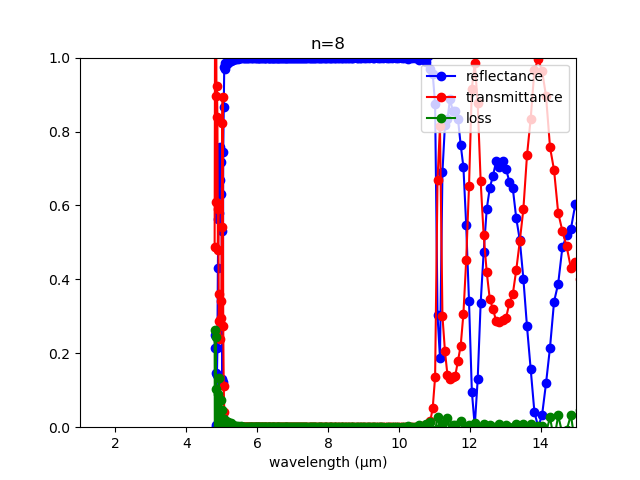 n=8
1.0
0.8
0.6
0.4
0.2
0.0
reflectance
transmittance
loss
2 4 6 8 10 12 14
wavelength (μm)